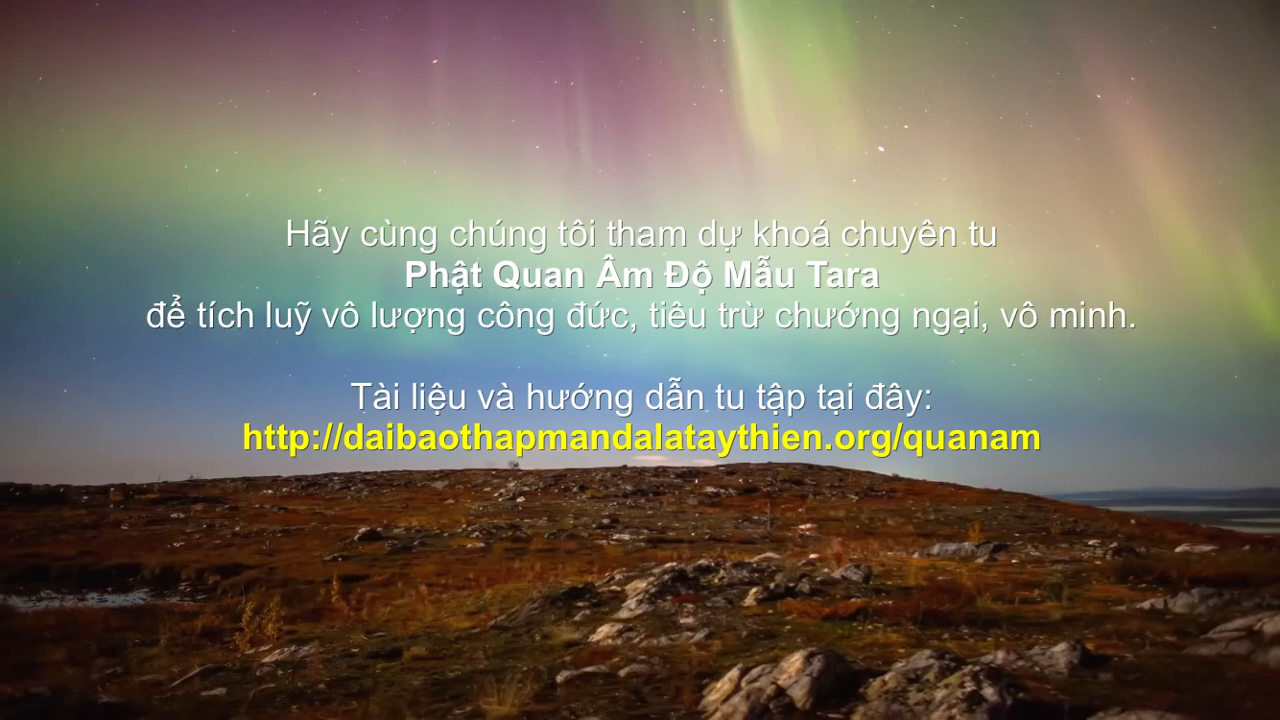 Hãy cùng chúng tôi tham dự khoá chuyên tu
Phật Quan Âm Độ Mẫu Tara
để tích luỹ vô lượng công đức, tiêu trừ chướng ngại, vô minh.
Tài liệu và hướng dẫn tu tập tại đây:
http://daibaothapmandalataythien.org/quanam